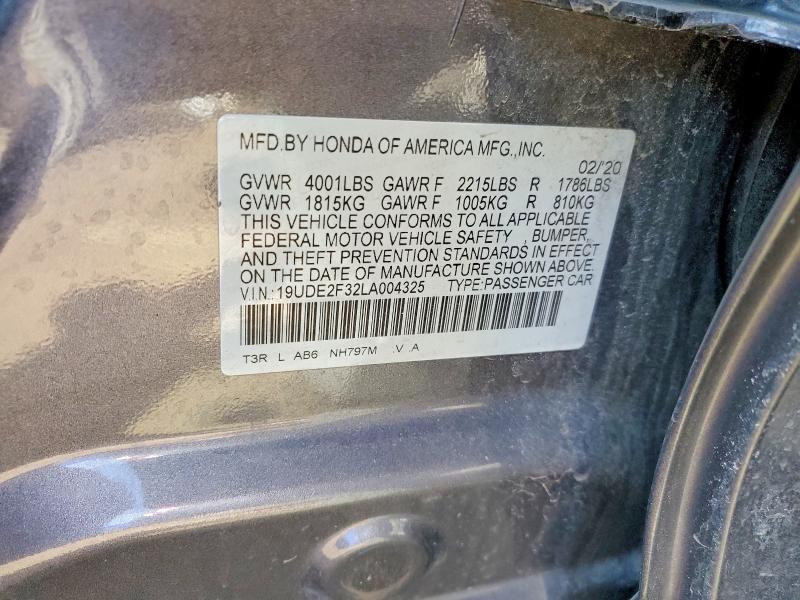 MFD.BY HONDA OF AMERICA MFG.,INC.
02/'20
GVWR 4001LBS GAWR F 2215LBS R 1786LBS
GVWR 1815KG GAWR F 1005KG R 810KG
THIS VEHICLE CONFORMS TO ALL APPLICABLE
FEDERAL MOTOR VEHICLE SAFETY , BUMPER,
AND THEFT PREVENTION STANDARDS IN EFFECT
ON THE DATE OF MANUFACTURE SHOWN ABOVE.
V.I.N.: 19UDE2F32LA004325 TYPE:PASSENGER CAR
T3R L AB6 NH797M .V .A